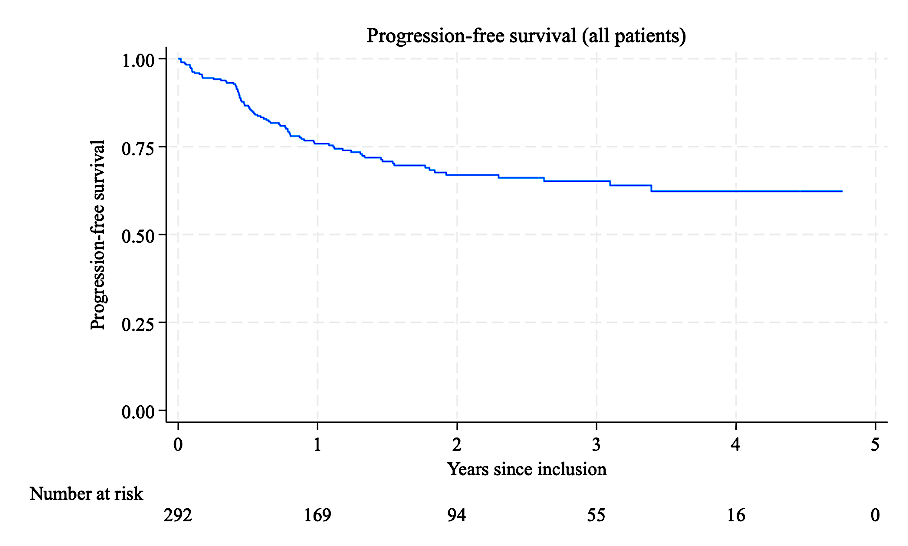 Progression-free survival (all patients)
Progression-free survival
1.00
0.75
0.50
0.25
0.00
0 1 2 3 4 5
Years since inclusion
Number at risk
292 169 94 55 16 0